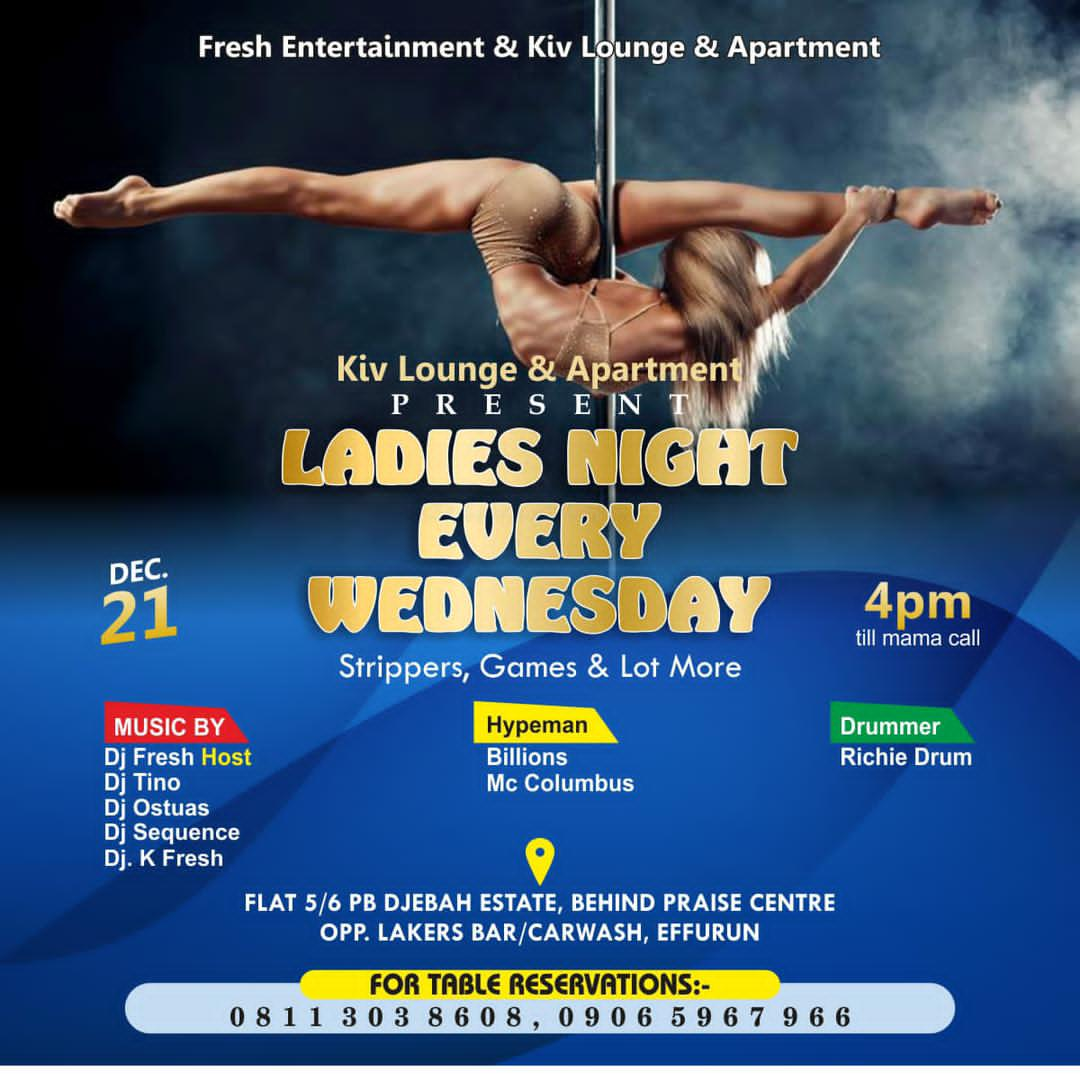 Fresh Entertainment & Kiv Lounge & Apartment
Kiv Lounge & Apartment
PRESENT
LADIES NIGHT
EVERY
WEDNESDAY
DEC.
21
4pm
till mama call
Strippers, Games & Lot More
MUSIC BY
Dj Fresh Host
Dj Tino
Dj Ostuas
Dj Sequence
Dj. K Fresh
Hypeman
Billions
Mc Columbus
Drummer
Richie Drum
FLAT 5/6 PB DJEBAH ESTATE, BEHIND PRAISE CENTRE
OPP. LAKERS BAR/CARWASH, EFFURUN
FOR TABLE RESERVATIONS:-
0811 303 8608, 0906 5967 966